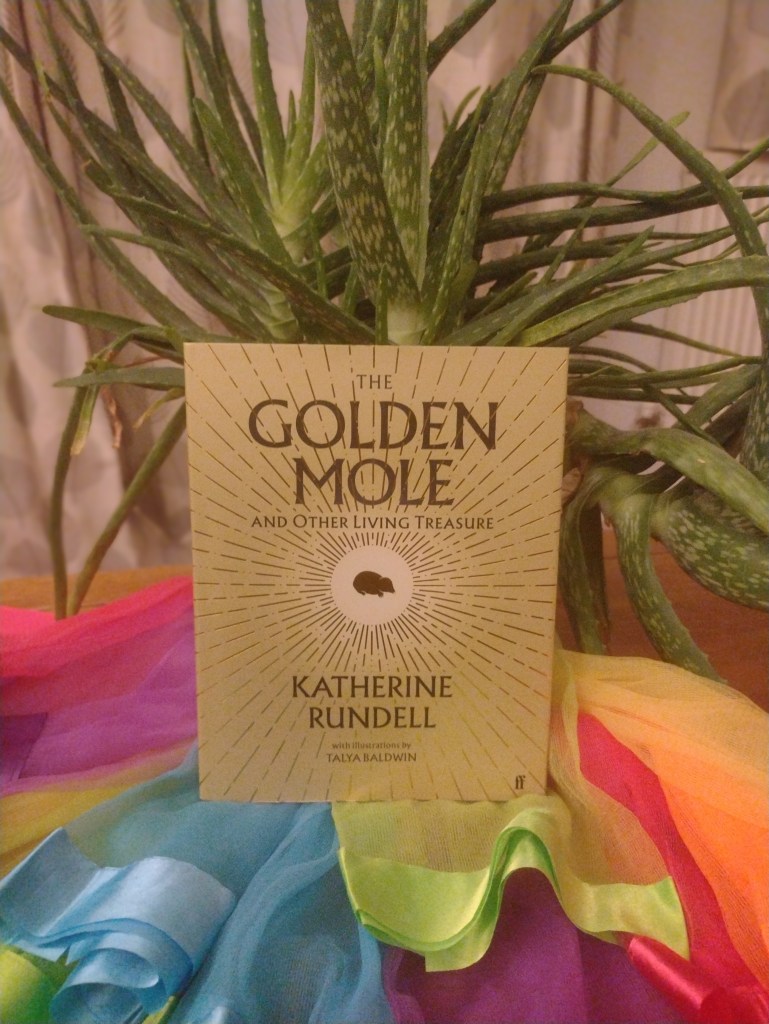 THE
GOLDEN
MOLE
AND OTHER LIVING TREASURE
KATHERINE
RUNDELL
with illustrations by
TALYA BALDWIN
ff